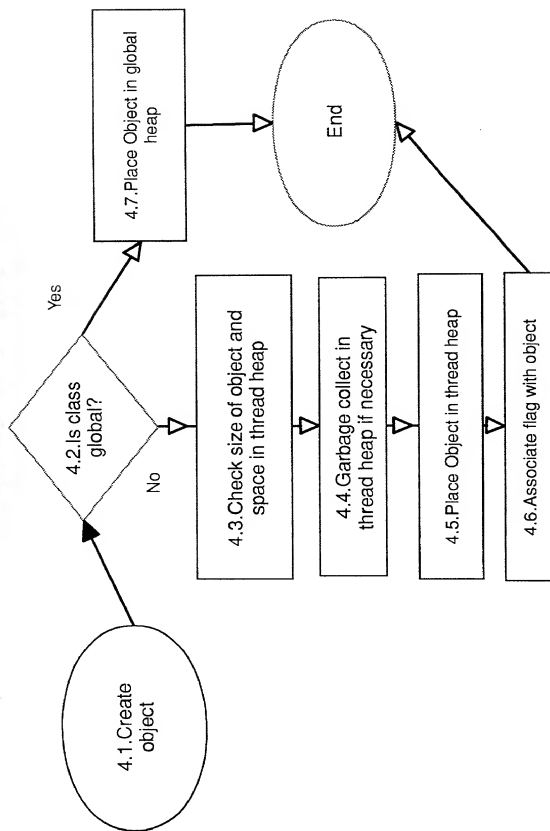 4.1.Create
object
4.2.Is class
global?
Yes
No
4.7.Place Object in global
heap
4.3.Check size of object and
space in thread heap
4.4.Garbage collect in
thread heap if necessary
4.5.Place Object in thread heap
4.6.Associate flag with object
End